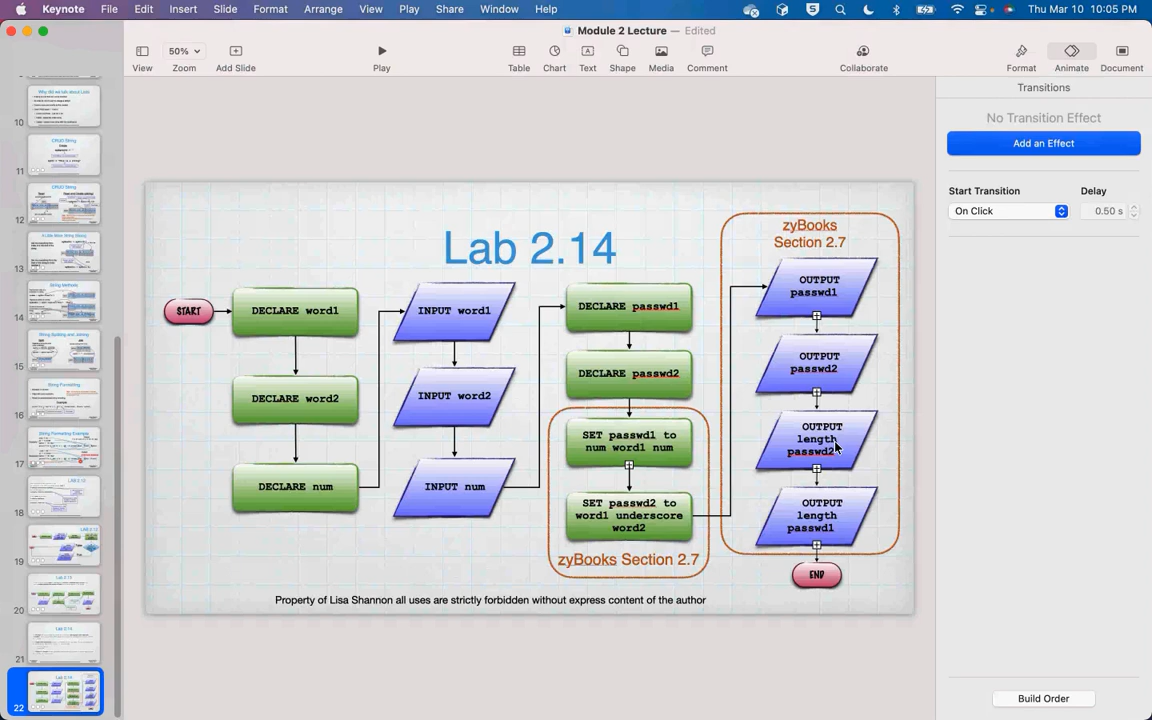 Keynote File Edit Insert Slide Format Arrange View Play Share Window Help
Thu Mar 10 10:05 PM
Module 2 Lecture — Edited
50%
View Zoom Add Slide Play Table Chart Text Shape Media Comment Collaborate Format Animate Document
10
11
12
13
14
15
16
17
18
19
20
21
22
Lab 2.14
START
DECLARE word1
DECLARE word2
DECLARE num
INPUT word1
INPUT word2
INPUT num
DECLARE passwd1
DECLARE passwd2
SET passwd1 to
num word1 num
SET passwd2 to
word1 underscore
word2
zyBooks Section 2.7
zyBooks
Section 2.7
OUTPUT
passwd1
OUTPUT
passwd2
OUTPUT
length
passwd2
OUTPUT
length
passwd1
END
Property of Lisa Shannon all uses are strictly forbidden without express content of the author
Transitions
No Transition Effect
Add an Effect
Start Transition Delay
On Click 0.50 s
Build Order